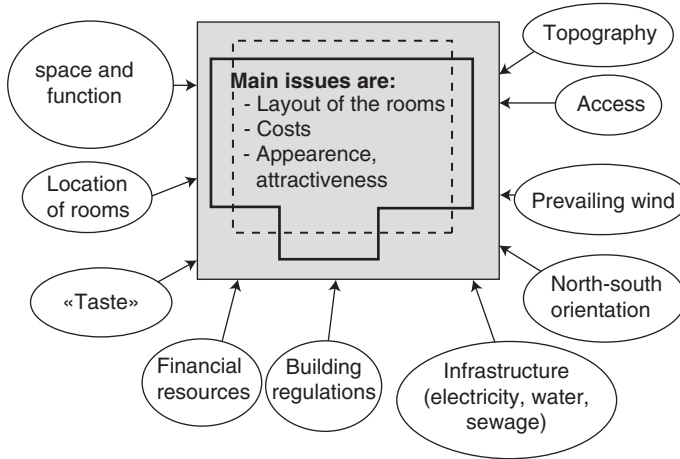 space and
function
Location
of rooms
«Taste»
Main issues are:
- Layout of the rooms
- Costs
- Appearence,
attractiveness
Topography
Access
Prevailing wind
North-south
orientation
Financial
resources
Building
regulations
Infrastructure
(electricity, water,
sewage)